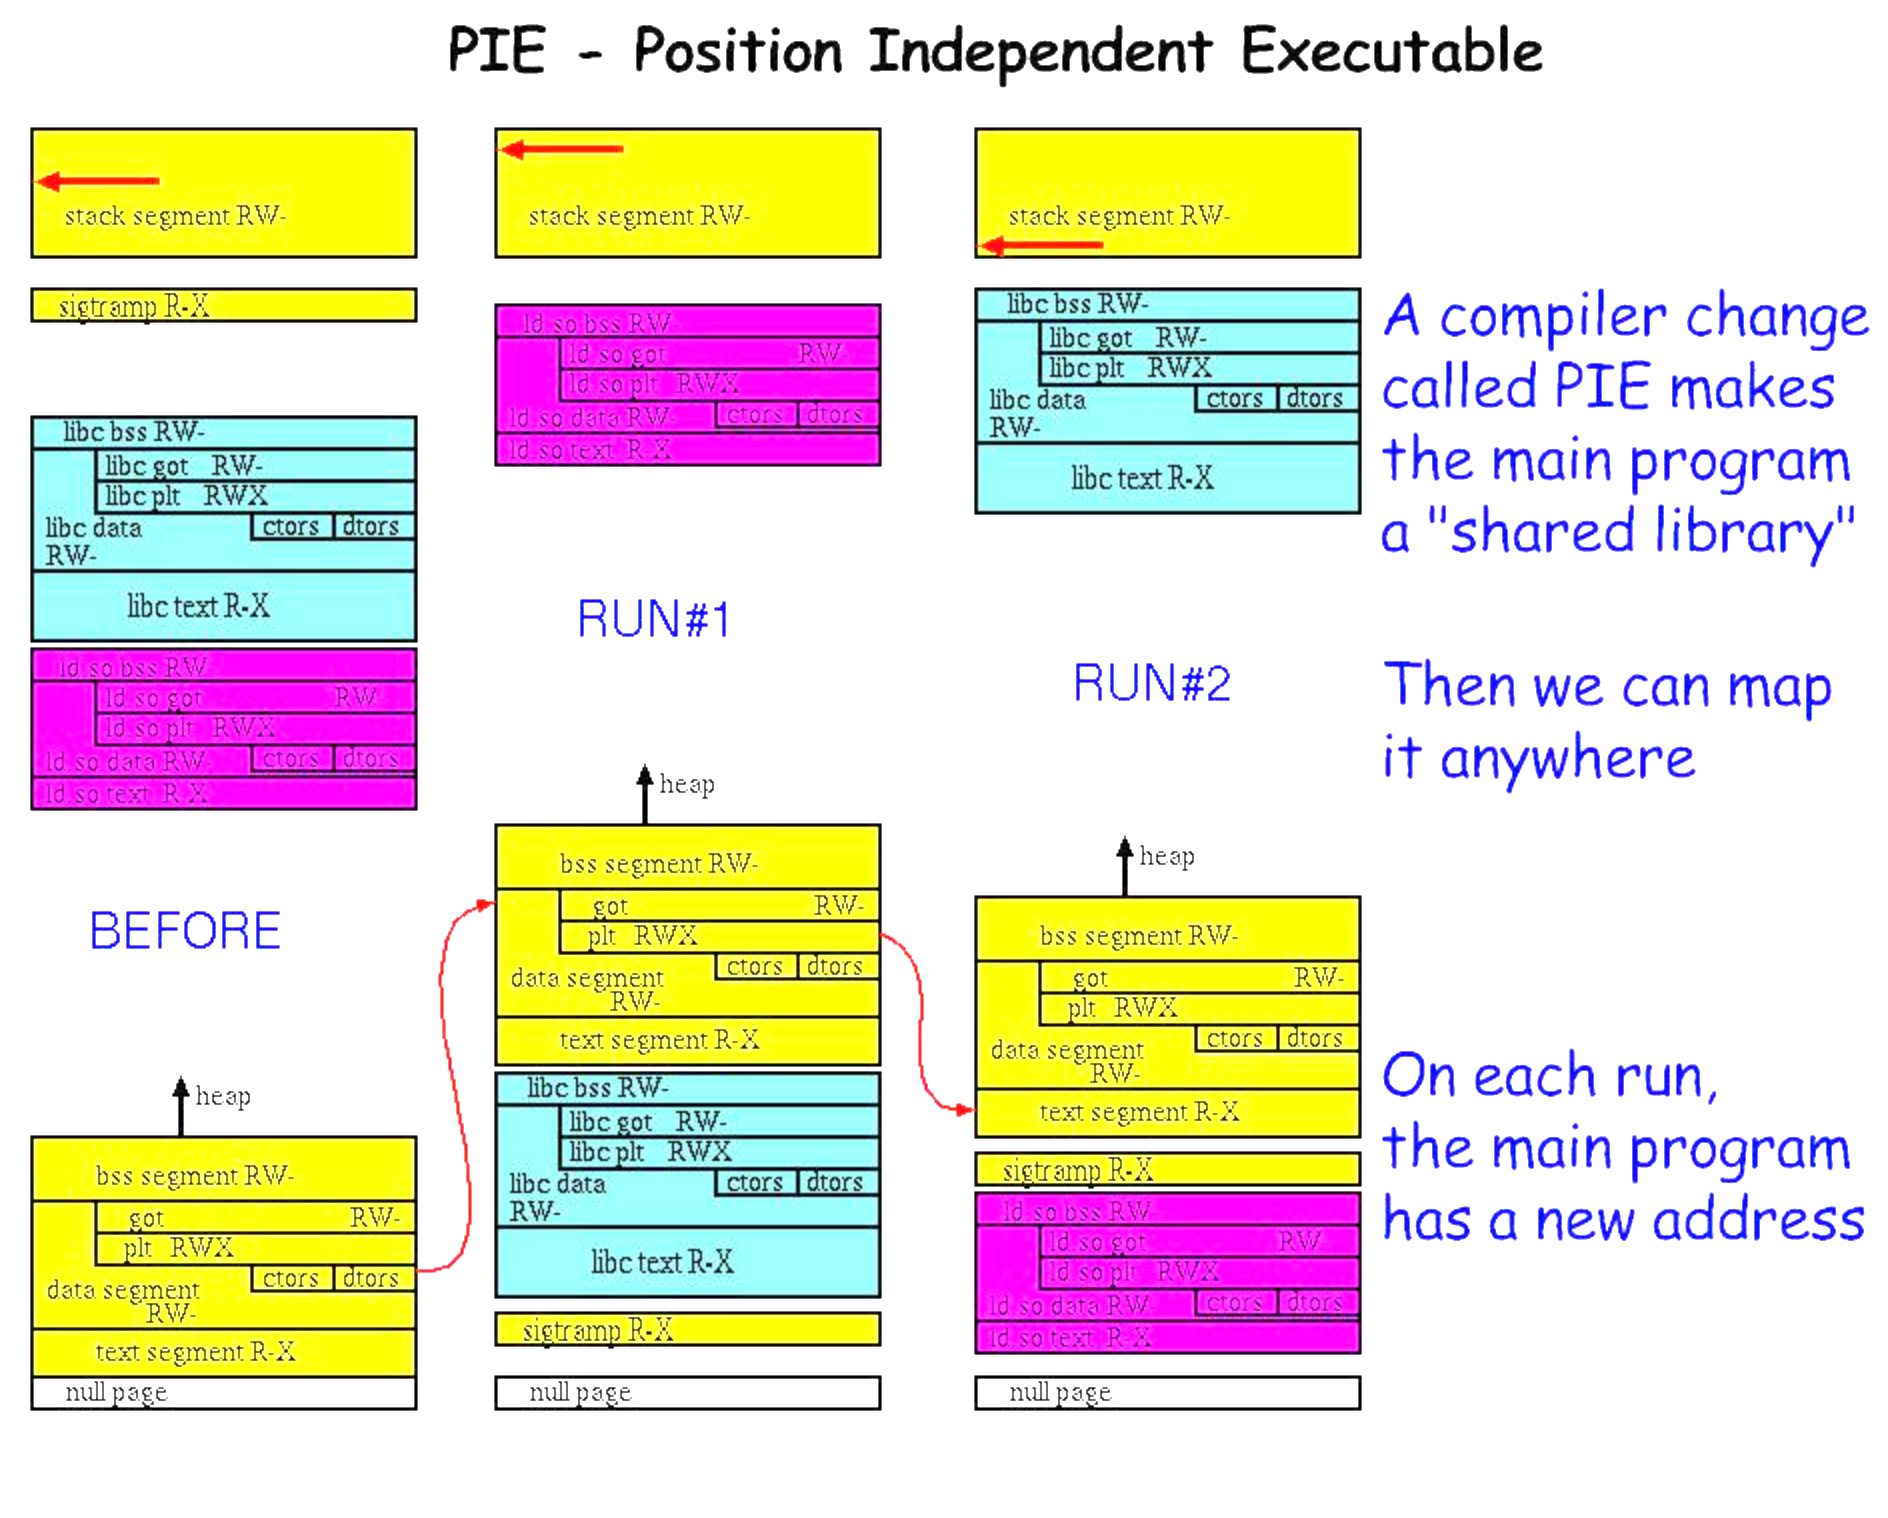 PIE - Position Independent Executable
stack segment RW-
sigtramp R-X
libc bss RW-
libc got RW-
libc plt RWX
libc data
ctors dtors
RW-
libc text R-X
ld.so bss RW-
ld.so got RW-
ld.so plt RWX
ld.so data RW-
ctors dtors
ld.so text R-X
BEFORE
heap
bss segment RW-
got RW-
plt RWX
ctors dtors
data segment
RW-
text segment R-X
null page
stack segment RW-
ld.so bss RW-
ld.so got RW-
ld.so plt RWX
ld.so data RW-
ctors dtors
ld.so text R-X
RUN#1
heap
bss segment RW-
got RW-
plt RWX
ctors dtors
data segment
RW-
text segment R-X
libc bss RW-
libc got RW-
libc plt RWX
libc data
ctors dtors
RW-
libc text R-X
sigtramp R-X
null page
stack segment RW-
libc bss RW-
libc got RW-
libc plt RWX
libc data
ctors dtors
RW-
libc text R-X
RUN#2
heap
bss segment RW-
got RW-
plt RWX
ctors dtors
data segment
RW-
text segment R-X
sigtramp R-X
ld.so bss RW-
ld.so got RW-
ld.so plt RWX
ld.so data RW-
ctors dtors
ld.so text R-X
null page
A compiler change
called PIE makes
the main program
a "shared library"
Then we can map
it anywhere
On each run,
the main program
has a new address